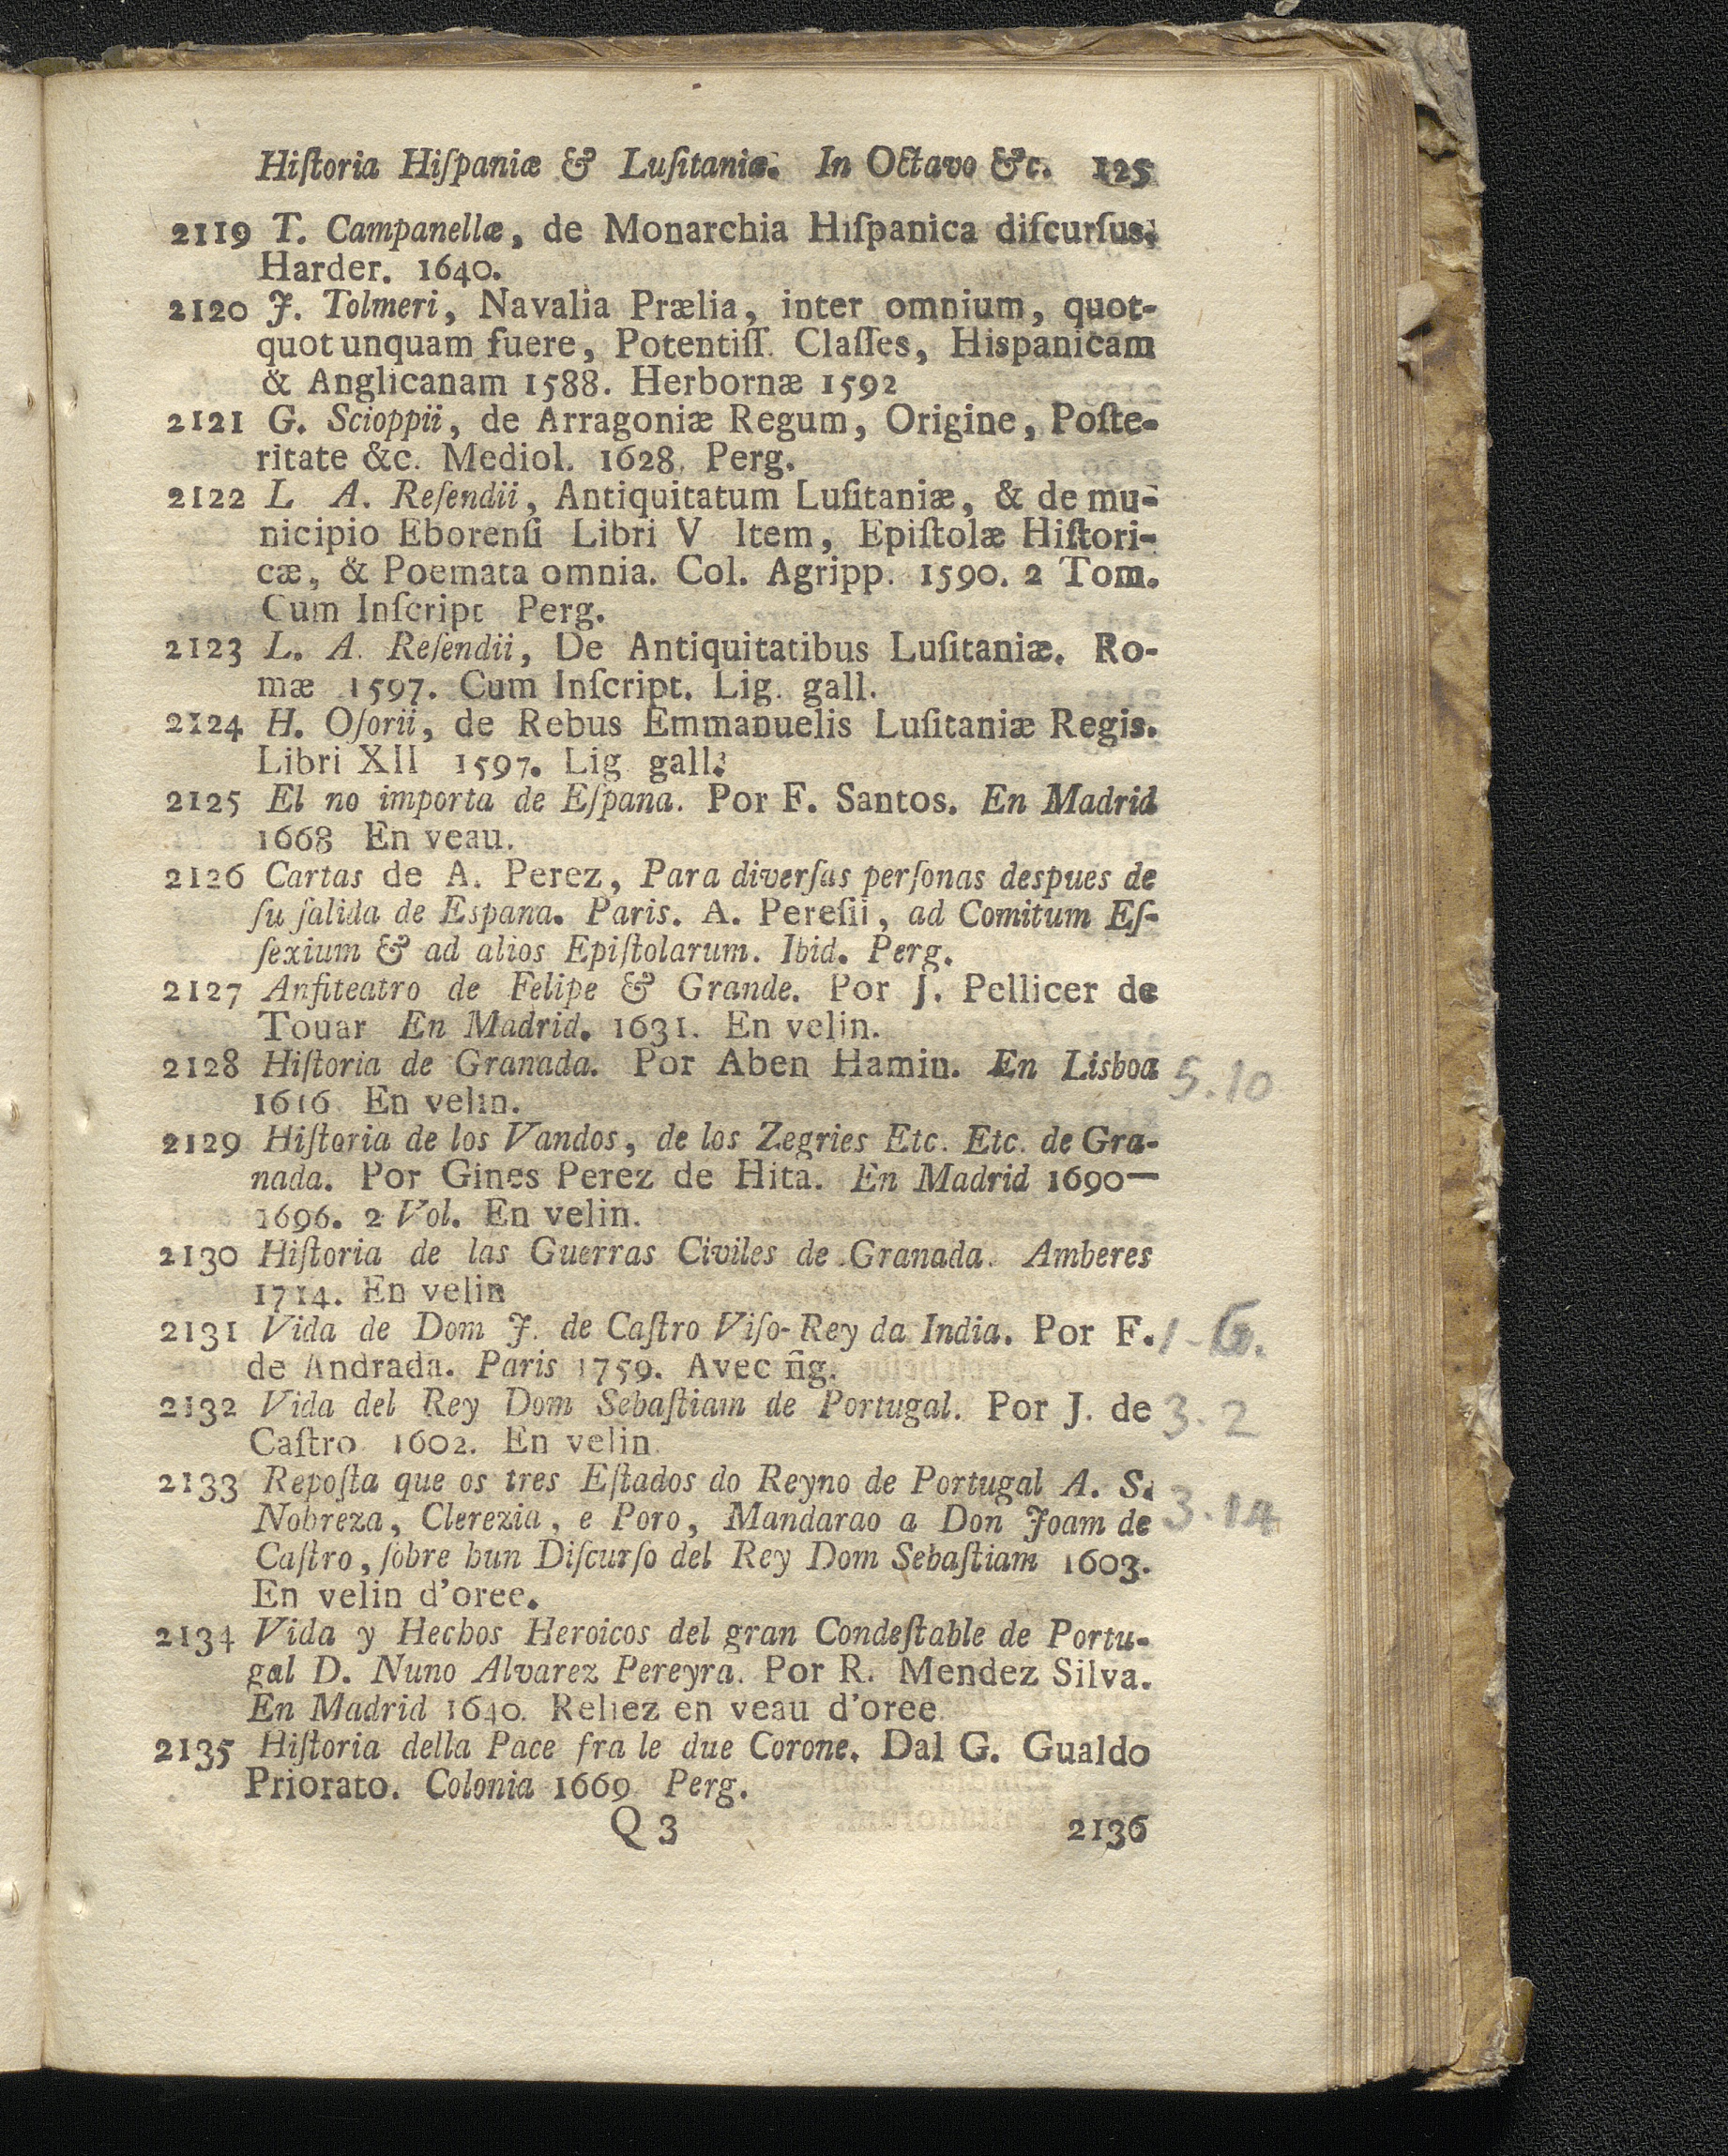 Hiſtoria Hiſpaniæ & Luſitaniæ. In Octavo &c. 125
2119 T. Campanellæ, de Monarchia Hiſpanica diſcurſus.
Harder. 1640.
2120 J. Tolmeri, Navalia Prælia, inter omnium, quot-
quot unquam fuere, Potentiſſ. Claſſes, Hispanicam
& Anglicanam 1588. Herbornæ 1592
2121 G. Scioppii, de Arragoniæ Regum, Origine, Poſte-
ritate &c. Mediol. 1628. Perg.
2122 L A. Reſendii, Antiquitatum Luſitaniæ, & de mu-
nicipio Eborenſi Libri V Item, Epiſtolæ Hiſtori-
cæ, & Poemata omnia. Col. Agripp. 1590. 2 Tom.
Cum Inſcript Perg.
2123 L. A. Reſendii, De Antiquitatibus Luſitaniæ. Ro-
mæ 1597. Cum Inſcript. Lig. gall.
2124 H. Oſorii, de Rebus Emmanuelis Luſitaniæ Regis.
Libri XII 1597. Lig gall.
2125 El no importa de Eſpana. Por F. Santos. En Madrid
1668 En veau.
2126 Cartas de A. Perez, Para diverſas perſonas despues de
ſu ſalida de Espana. Paris. A. Pereſii, ad Comitum Eſ-
ſexium & ad alios Epiſtolarum. Ibid. Perg.
2127 Anfiteatro de Felipe & Grande. Por J. Pellicer de
Touar En Madrid. 1631. En velin.
2128 Hiſtoria de Granada. Por Aben Hamin. En Lisboa 5.10
1616 En velin.
2129 Hiſtoria de los Vandos, de los Zegries Etc. Etc. de Gra-
nada. Por Gines Perez de Hita. En Madrid 1690—
1696. 2 Vol. En velin.
2130 Hiſtoria de las Guerras Civiles de Granada. Amberes
1714. En velin
2131 Vida de Dom J. de Caſtro Viſo-Rey da India. Por F. 1-6.
de Andrada. Paris 1759. Avec fig.
2132 Vida del Rey Dom Sebaſtiam de Portugal. Por J. de 3.2
Caſtro 1602. En velin.
2133 Repoſta que os tres Eſtados do Reyno de Portugal A. S.
Nobreza, Clerezia, e Poro, Mandarao a Don Joam de 3.14
Caſtro, ſobre hun Diſcurſo del Rey Dom Sebaſtiam 1603.
En velin d'oree.
2134 Vida y Hechos Heroicos del gran Condeſtable de Portu-
gal D. Nuno Alvarez Pereyra. Por R. Mendez Silva.
En Madrid 1640. Reliez en veau d'oree.
2135 Hiſtoria della Pace fra le due Corone. Dal G. Gualdo
Priorato. Colonia 1669 Perg.
Q 3 2136